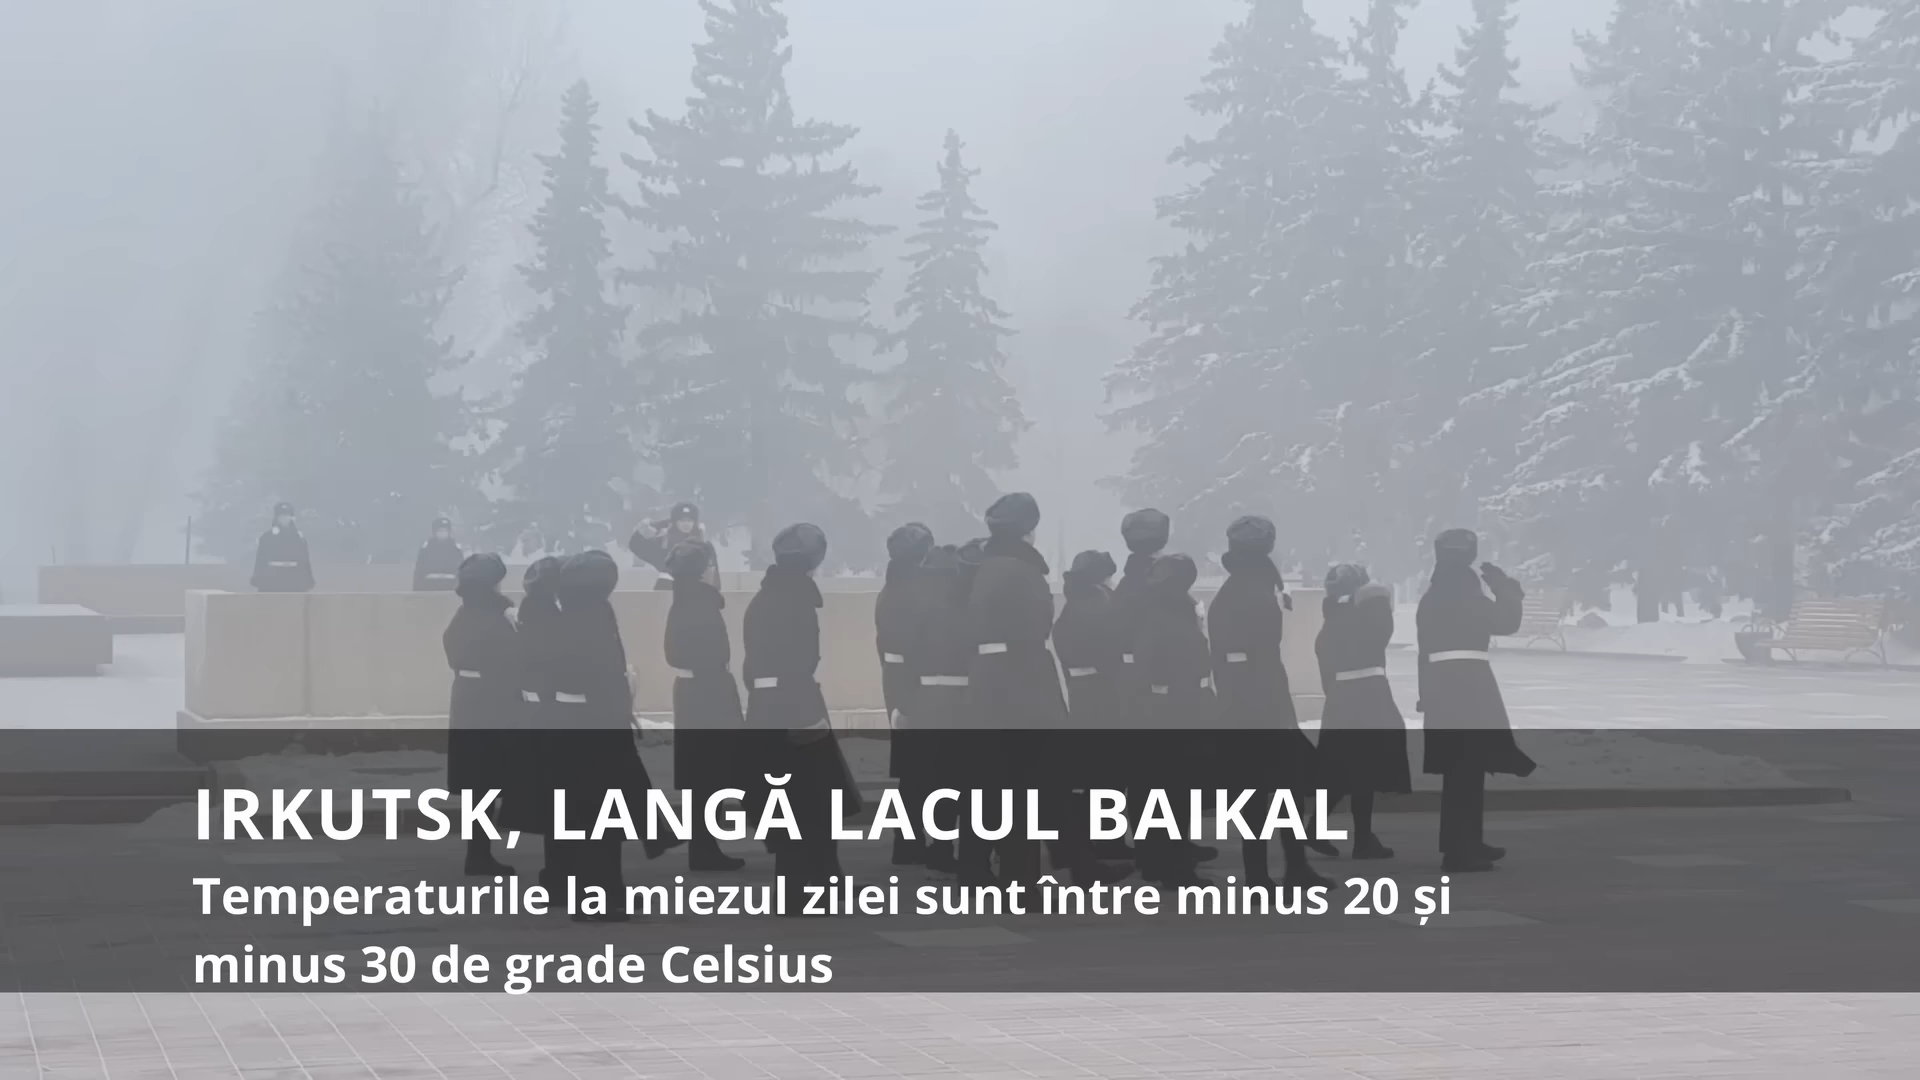 IRKUTSK, LANGĂ LACUL BAIKAL
Temperaturile la miezul zilei sunt între minus 20 și
minus 30 de grade Celsius